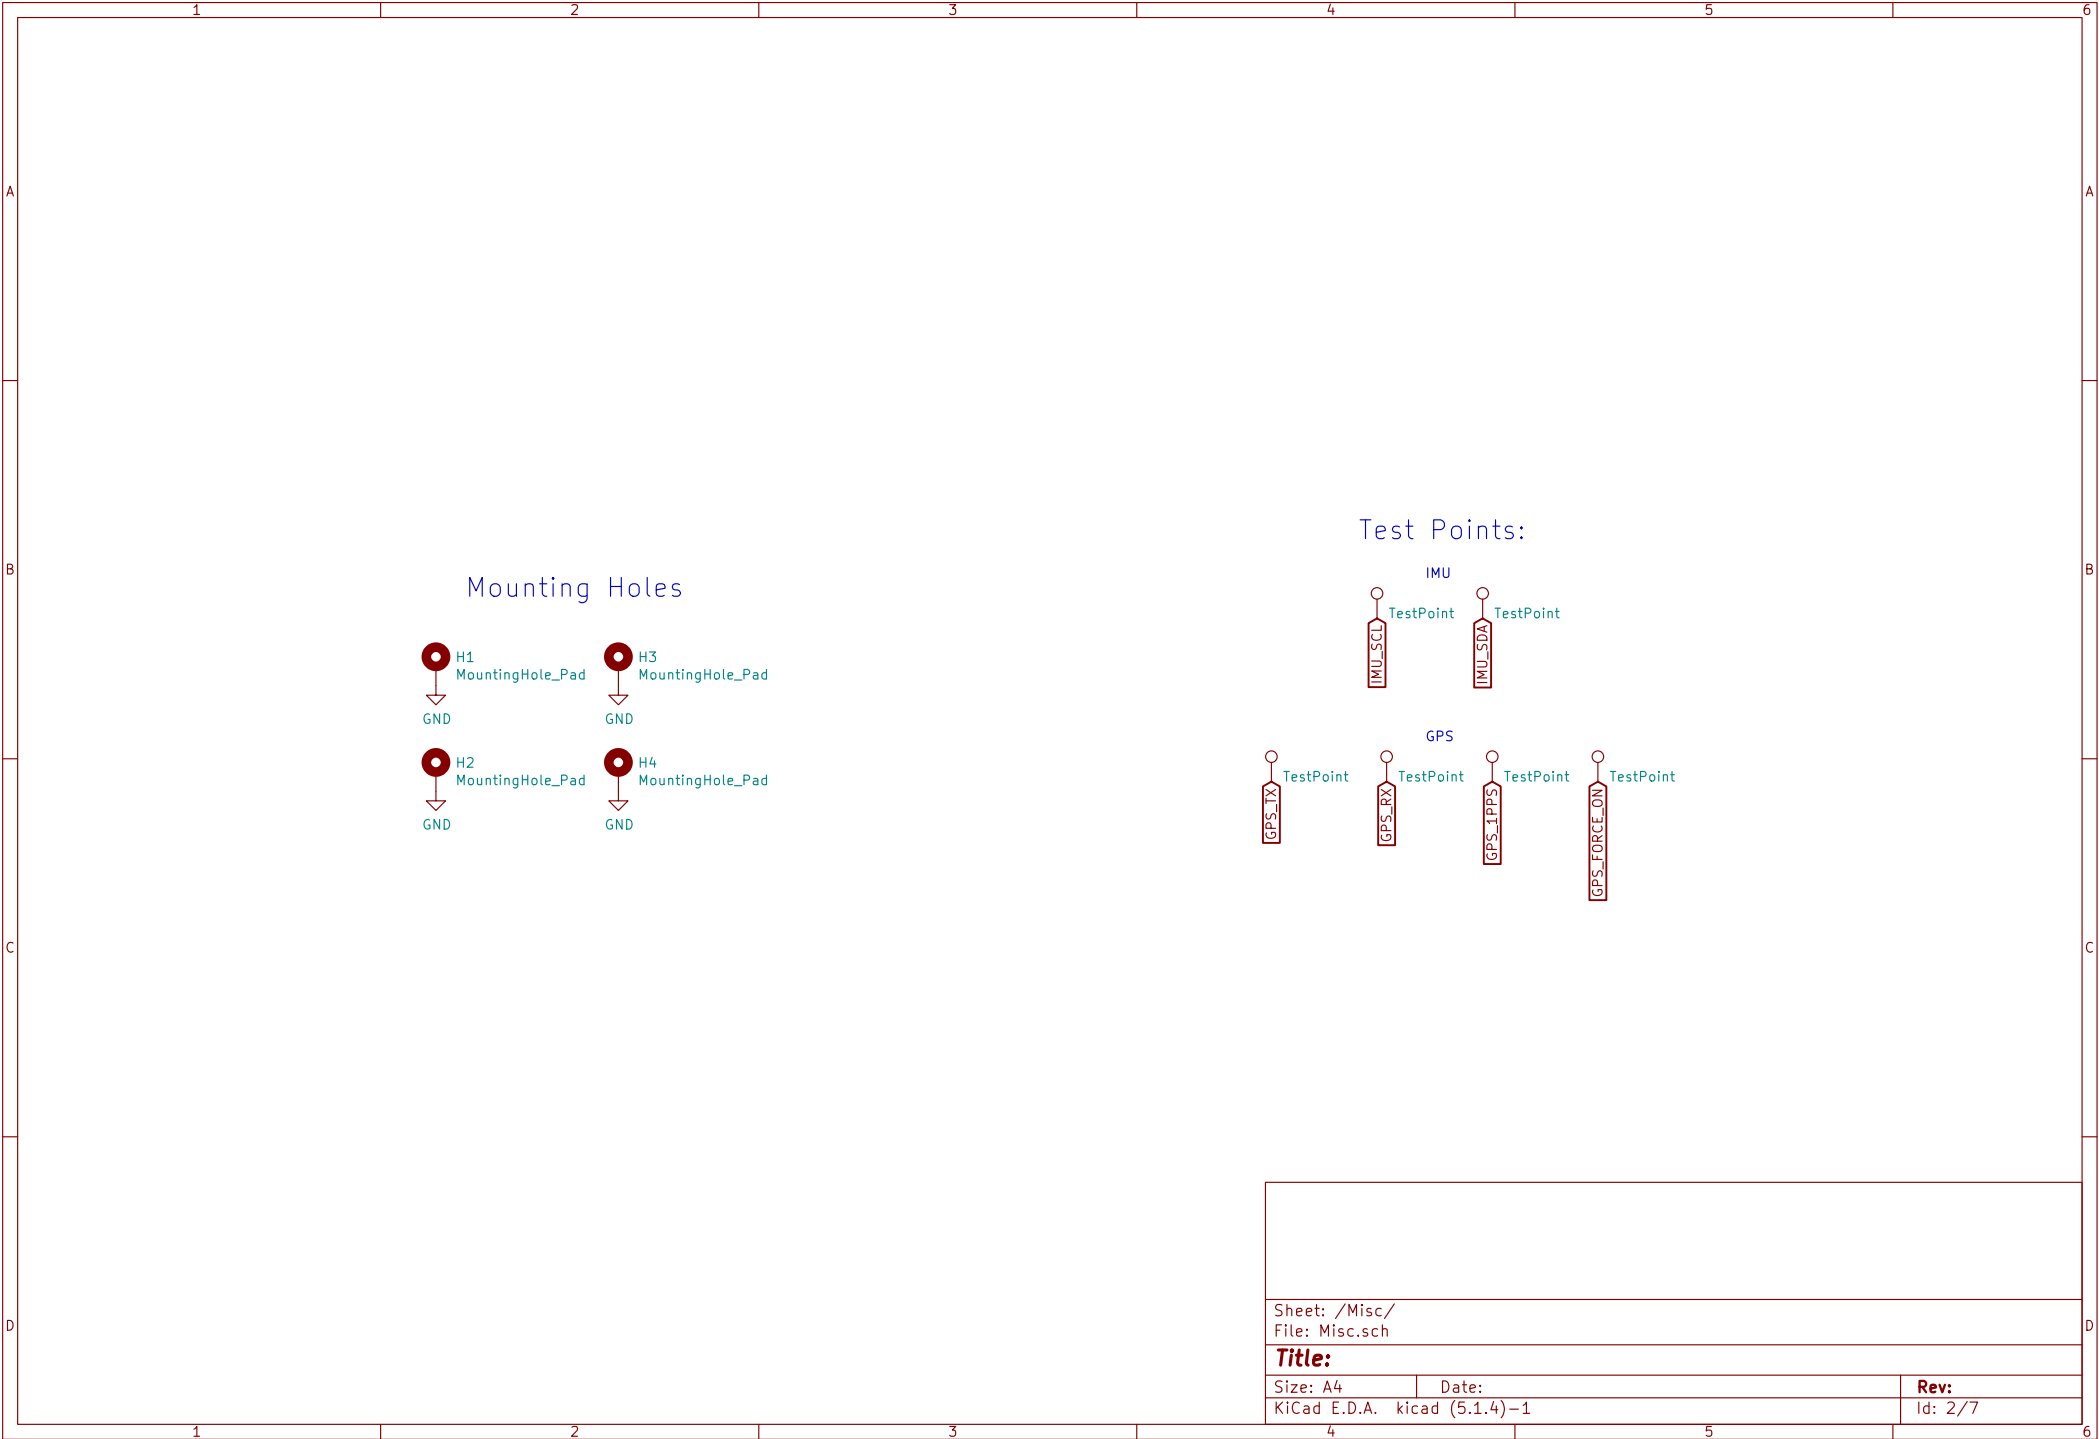 1 2 3 4 5 6
A A
B B
C C
D D
Mounting Holes
H1
MountingHole_Pad
GND
H3
MountingHole_Pad
GND
H2
MountingHole_Pad
GND
H4
MountingHole_Pad
GND
Test Points:
IMU
TestPoint
IMU_SCL
TestPoint
IMU_SDA
GPS
TestPoint
GPS_TX
TestPoint
GPS_RX
TestPoint
GPS_1PPS
TestPoint
GPS_FORCE_ON
Sheet: /Misc/
File: Misc.sch
Title:
Size: A4 Date: Rev:
KiCad E.D.A. kicad (5.1.4)-1 Id: 2/7
1 2 3 4 5 6